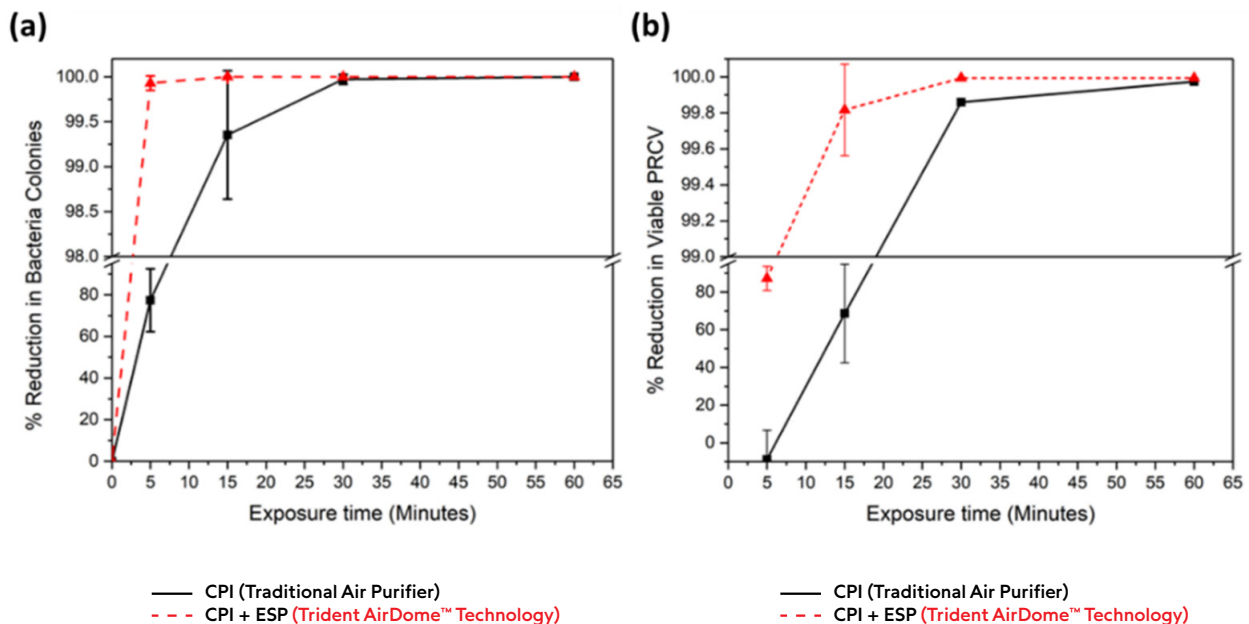 (a)
% Reduction in Bacteria Colonies
100.0
99.5
99.0
98.5
98.0
80
60
40
20
0
0 5 10 15 20 25 30 35 40 45 50 55 60 65
Exposure time (Minutes)
CPI (Traditional Air Purifier)
CPI + ESP (Trident AirDome™ Technology)
(b)
% Reduction in Viable PRCV
100.0
99.8
99.6
99.4
99.2
99.0
80
60
40
20
0
0 5 10 15 20 25 30 35 40 45 50 55 60 65
Exposure time (Minutes)
CPI (Traditional Air Purifier)
CPI + ESP (Trident AirDome™ Technology)